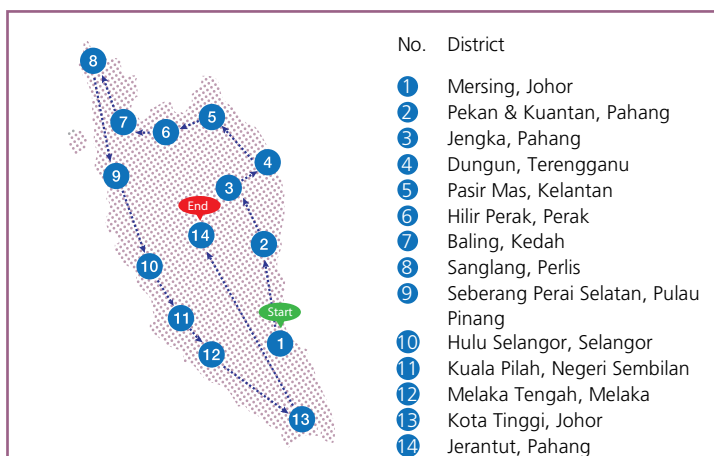 No. District
1 Mersing, Johor
2 Pekan & Kuantan, Pahang
3 Jengka, Pahang
4 Dungun, Terengganu
5 Pasir Mas, Kelantan
6 Hilir Perak, Perak
7 Baling, Kedah
8 Sanglang, Perlis
9 Seberang Perai Selatan, Pulau
Pinang
10 Hulu Selangor, Selangor
11 Kuala Pilah, Negeri Sembilan
12 Melaka Tengah, Melaka
13 Kota Tinggi, Johor
14 Jerantut, Pahang
8
7
6
5
4
9
3
End
14
2
10
Start
11
1
12
13